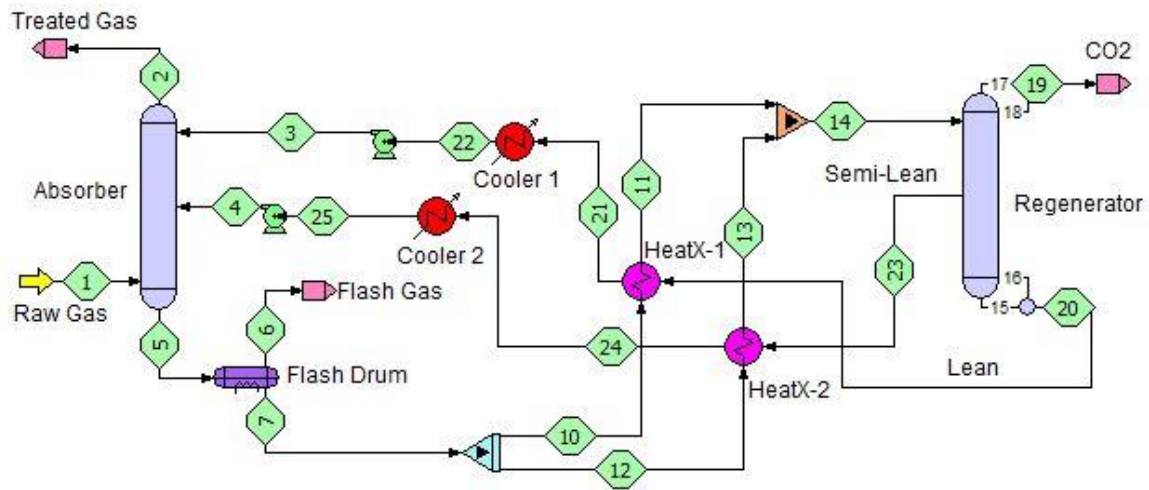 Treated Gas
CO2
2
17
19
18
3
22
14
Cooler 1
Absorber
11
Semi-Lean
4
25
21
13
Regenerator
Cooler 2
HeatX-1
23
1
16
Raw Gas
Flash Gas
15
20
6
5
24
Flash Drum
HeatX-2
Lean
7
10
12